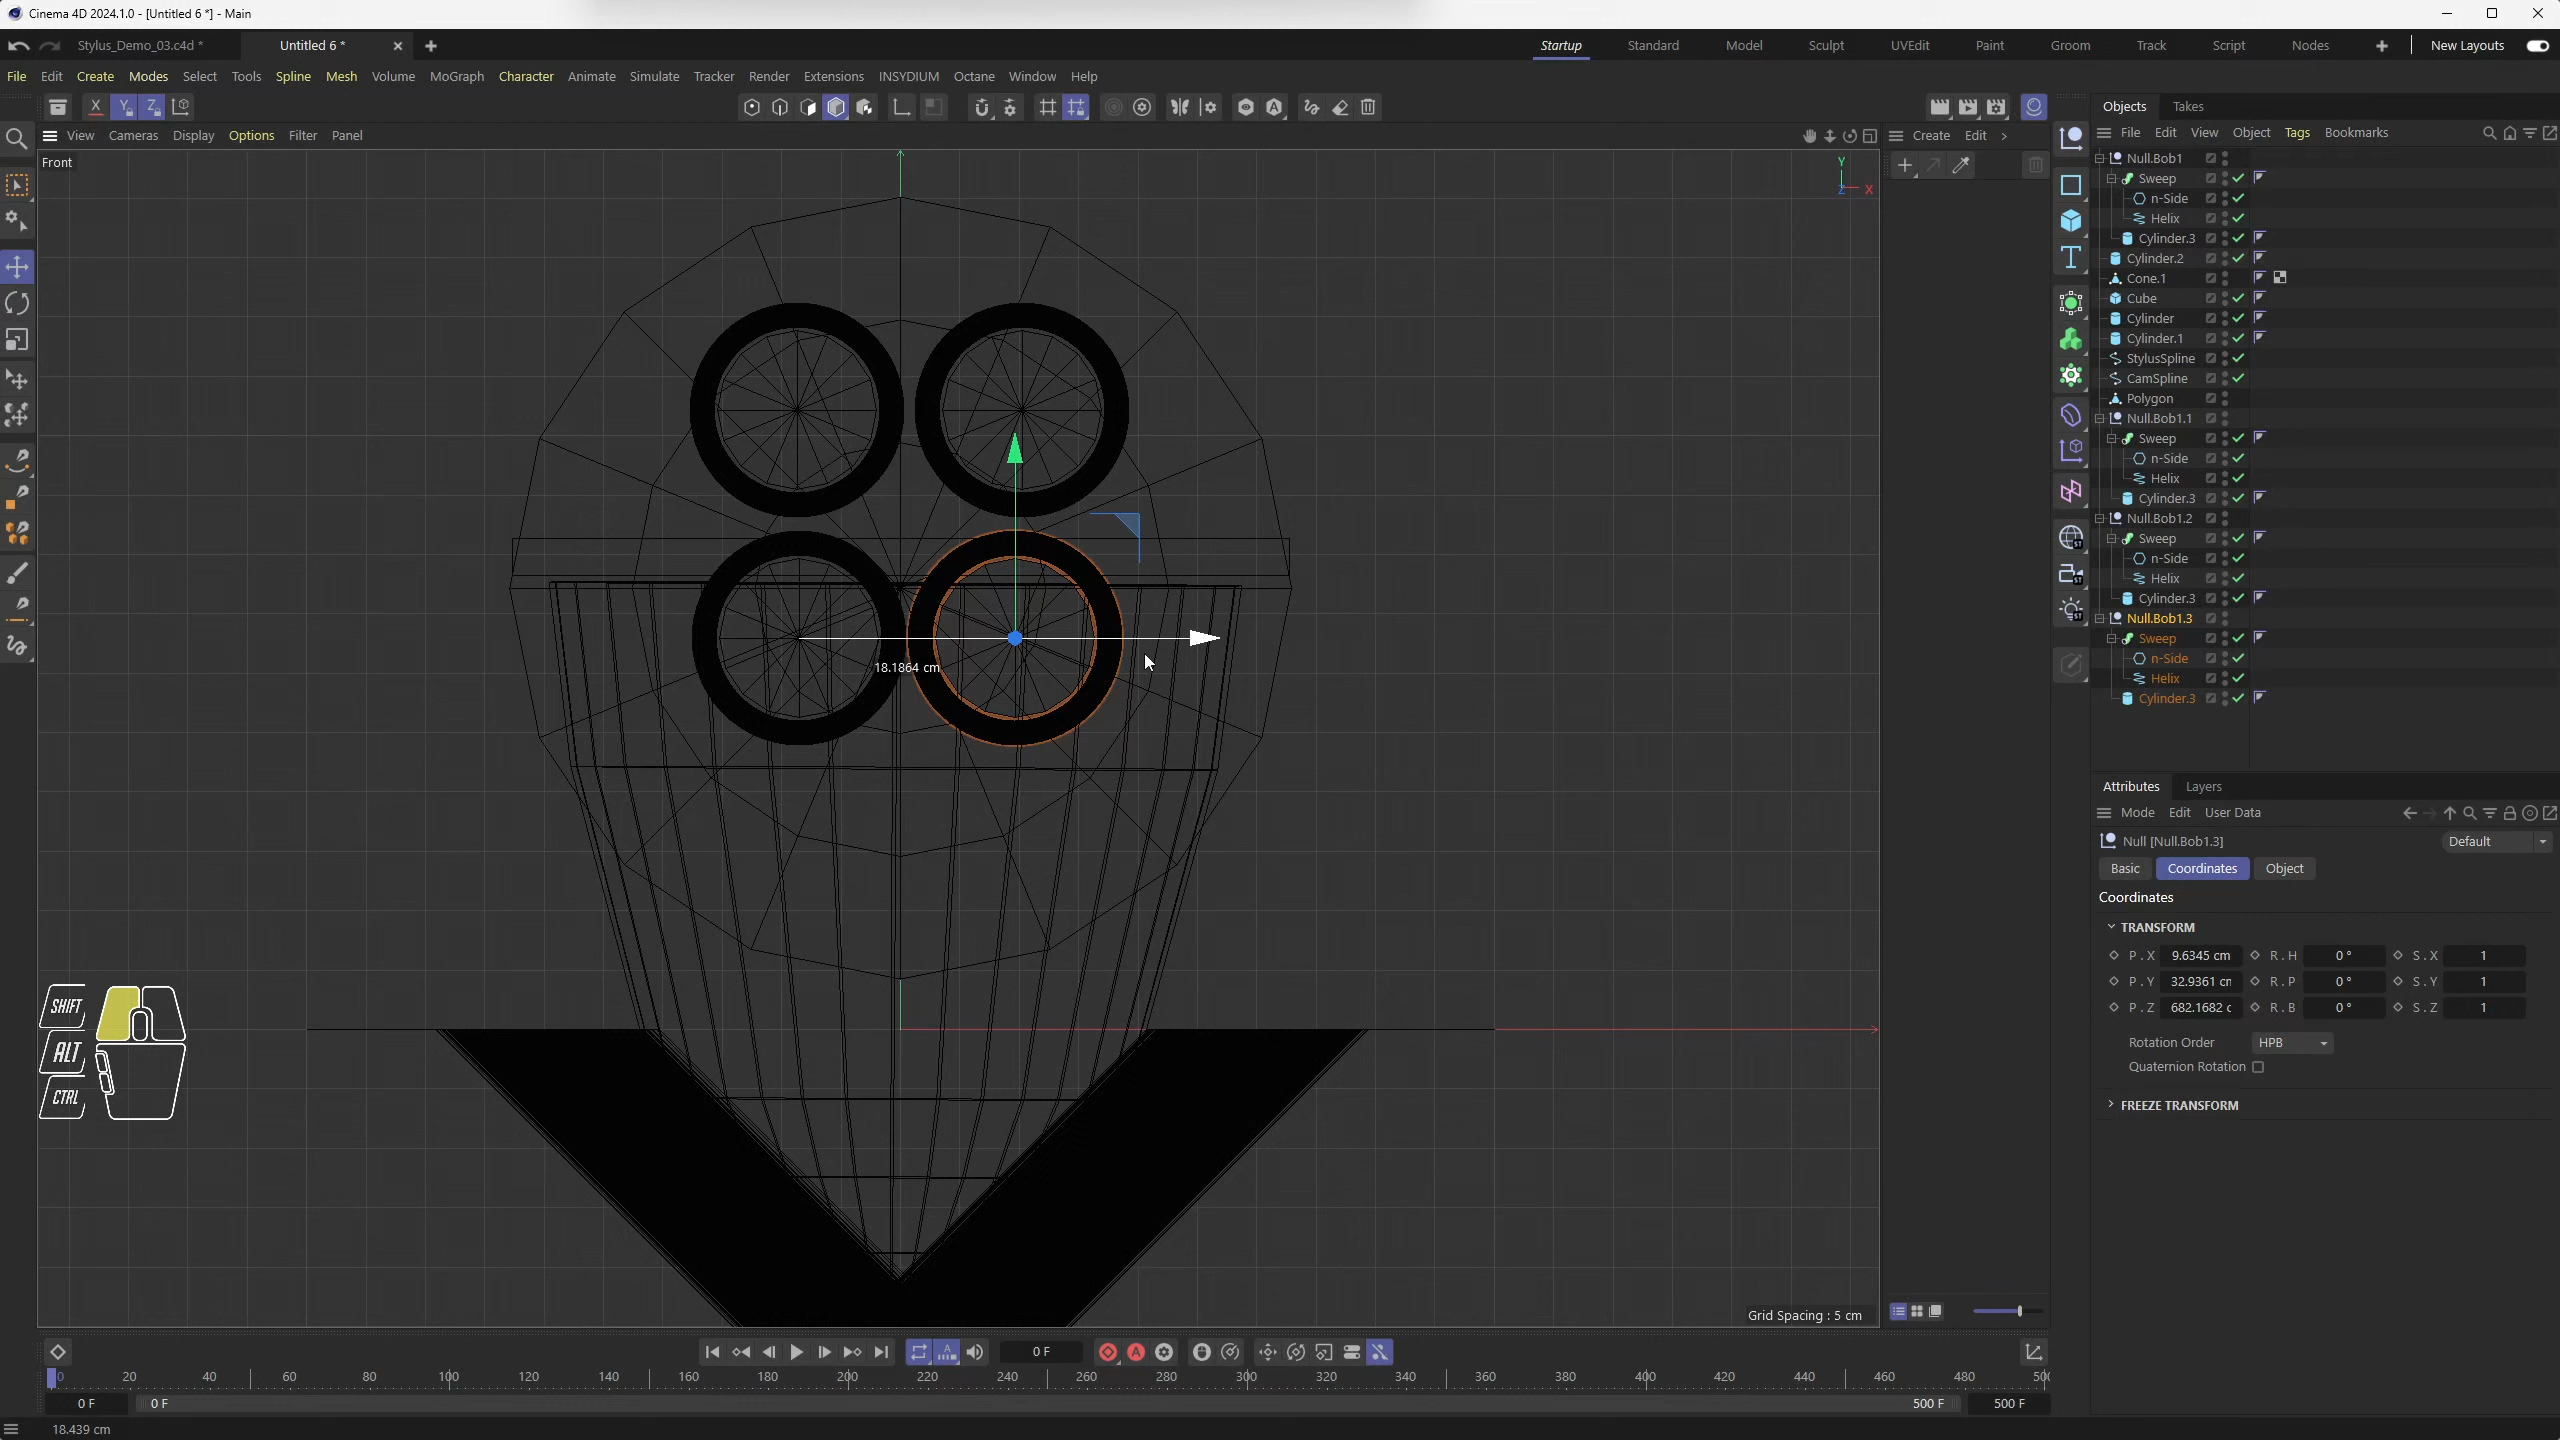 Cinema 4D 2024.1.0 - [Untitled 6 *] - Main
Stylus_Demo_03.c4d *
Untitled 6 *
Startup
Standard
Model
Sculpt
UVEdit
Paint
Groom
Track
Script
Nodes
New Layouts
File Edit Create Modes Select Tools Spline Mesh Volume MoGraph Character Animate Simulate Tracker Render Extensions INSYDIUM Octane Window Help
X Y Z
Objects Takes
View Cameras Display Options Filter Panel
Create Edit
File Edit View Object Tags Bookmarks
Front
Y
Z X
Null.Bob1
Sweep
n-Side
Helix
Cylinder.3
Cylinder.2
Cone.1
Cube
Cylinder
Cylinder.1
StylusSpline
CamSpline
Polygon
Null.Bob1.1
Sweep
n-Side
Helix
Cylinder.3
Null.Bob1.2
Sweep
n-Side
Helix
Cylinder.3
Null.Bob1.3
Sweep
n-Side
Helix
Cylinder.3
18.1864 cm
Attributes Layers
Mode Edit User Data
Null [Null.Bob1.3]
Default
Basic Coordinates Object
Coordinates
TRANSFORM
P . X 9.6345 cm R . H 0 ° S . X 1
P . Y 32.9361 cm R . P 0 ° S . Y 1
P . Z 682.1682 c R . B 0 ° S . Z 1
Rotation Order HPB
Quaternion Rotation
FREEZE TRANSFORM
SHIFT
ALT
CTRL
Grid Spacing : 5 cm
0 F
0 20 40 60 80 100 120 140 160 180 200 220 240 260 280 300 320 340 360 380 400 420 440 460 480 50
0 F 0 F 500 F 500 F
18.439 cm